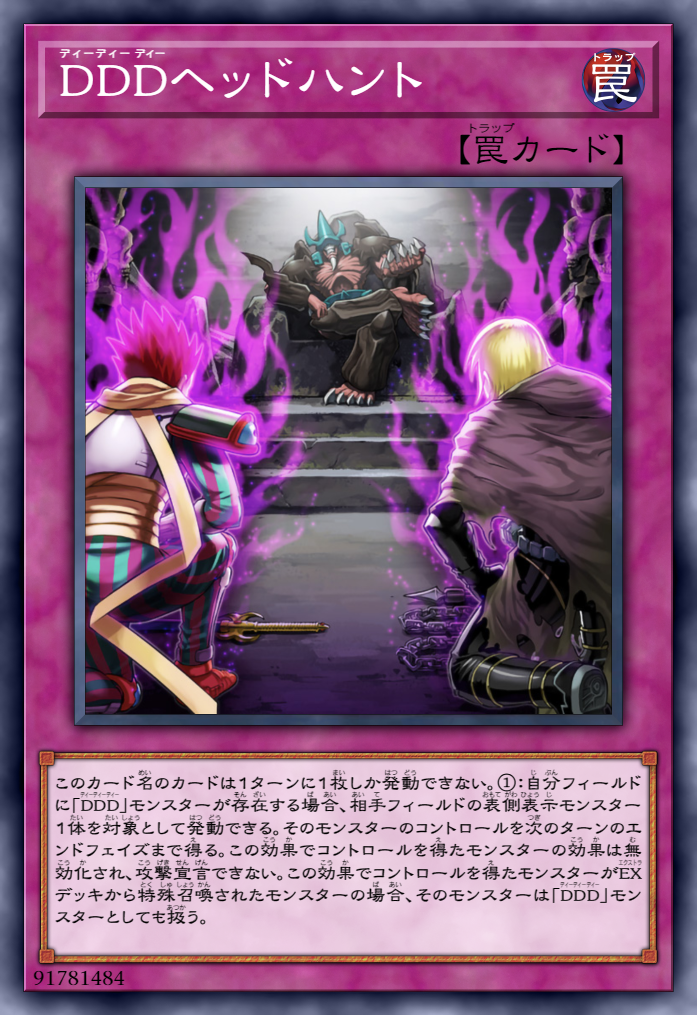 DDDヘッドハント
罠
【罠カード】
このカード名のカードは1ターンに1枚しか発動できない。①:自分フィールド
に「DDD」モンスターが存在する場合、相手フィールドの表側表示モンスター
1体を対象として発動できる。そのモンスターのコントロールを次のターンのエ
ンドフェイズまで得る。この効果でコントロールを得たモンスターの効果は無
効化され、攻撃宣言できない。この効果でコントロールを得たモンスターがEX
デッキから特殊召喚されたモンスターの場合、そのモンスターは「DDD」モン
スターとしても扱う。
91781484